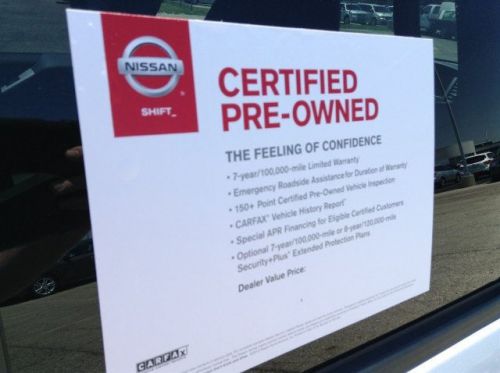 NISSAN
SHIFT_
CERTIFIED
PRE-OWNED
THE FEELING OF CONFIDENCE
• 7-year/100,000-mile Limited Warranty
• Emergency Roadside Assistance for Duration of Warranty
• 150+ Point Certified Pre-Owned Vehicle Inspection
• CARFAX® Vehicle History Report
• Special APR Financing for Eligible Certified Customers
• Optional 7-year/100,000-mile or 8-year/120,000-mile
Security+Plus® Extended Protection Plans
Dealer Value Price:
CARFAX